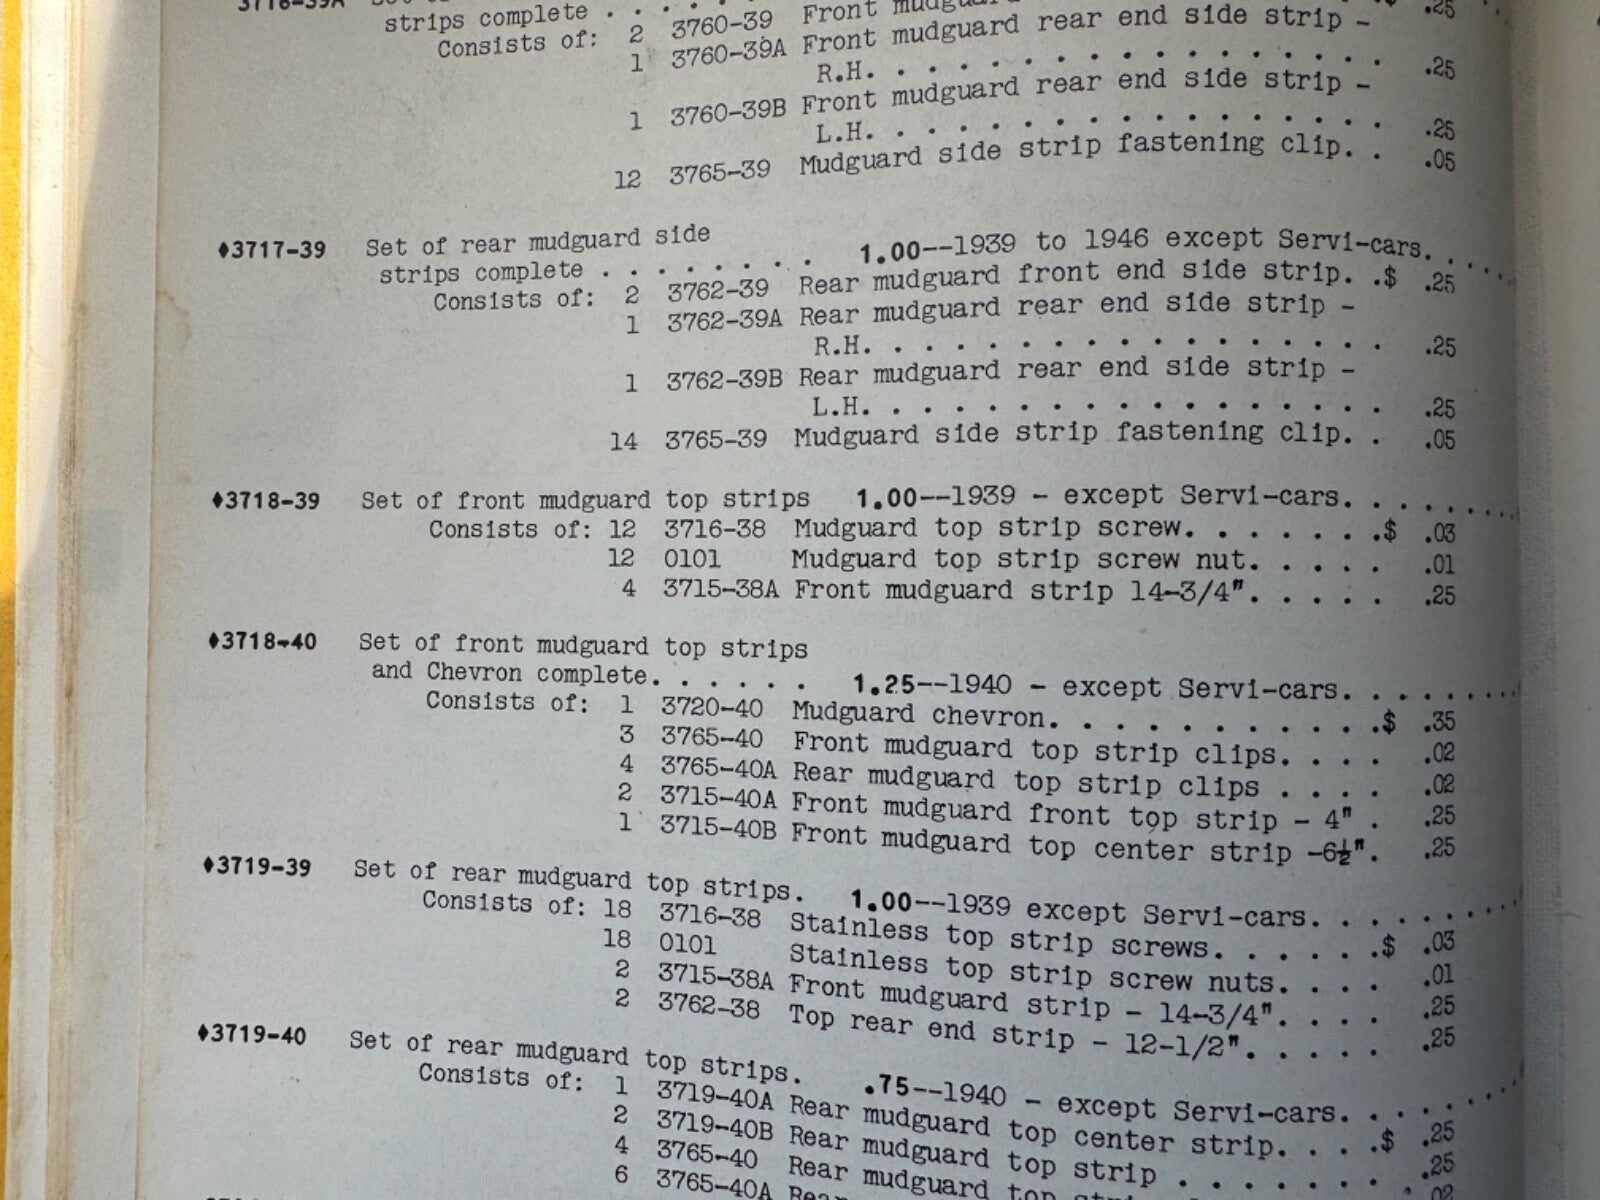 3716-39A
strips complete . . . . .
Consists of: 2 3760-39 Front .25
1 3760-39A Front mudguard rear end side strip -
R.H. . . . . . . . . . . . . . . . . .25
1 3760-39B Front mudguard rear end side strip -
L.H. . . . . . . . . . . . . . . . . .25
12 3765-39 Mudguard side strip fastening clip. . .05
♦3717-39 Set of rear mudguard side
strips complete . . . . . . . 1.00--1939 to 1946 except Servi-cars. . . . . .
Consists of: 2 3762-39 Rear mudguard front end side strip. .$ .25
1 3762-39A Rear mudguard rear end side strip -
R.H. . . . . . . . . . . . . . . . . .25
1 3762-39B Rear mudguard rear end side strip -
L.H. . . . . . . . . . . . . . . . . .25
14 3765-39 Mudguard side strip fastening clip. . .05
♦3718-39 Set of front mudguard top strips 1.00--1939 - except Servi-cars. . . . . . . .
Consists of: 12 3716-38 Mudguard top strip screw. . . . . . .$ .03
12 0101 Mudguard top strip screw nut. . . . . .01
4 3715-38A Front mudguard strip 14-3/4". . . . . .25
♦3718-40 Set of front mudguard top strips
and Chevron complete. . . . . . 1.25--1940 - except Servi-cars. . . . . . . .
Consists of: 1 3720-40 Mudguard chevron. . . . . . . . . . .$ .35
3 3765-40 Front mudguard top strip clips. . . . .02
4 3765-40A Rear mudguard top strip clips . . . . .02
2 3715-40A Front mudguard front top strip - 4" . .25
1 3715-40B Front mudguard top center strip -6½". .25
♦3719-39 Set of rear mudguard top strips. 1.00--1939 except Servi-cars. . . . . . . .
Consists of: 18 3716-38 Stainless top strip screws. . . . . .$ .03
18 0101 Stainless top strip screw nuts. . . . .01
2 3715-38A Front mudguard strip - 14-3/4". . . . .25
2 3762-38 Top rear end strip - 12-1/2". . . . . .25
♦3719-40 Set of rear mudguard top strips. .75--1940 - except Servi-cars. . . . . . . .
Consists of: 1 3719-40A Rear mudguard top center strip. . . .$ .25
2 3719-40B Rear mudguard top strip . . . . . . . .25
4 3765-40 Rear mudguard top .02
6 3765-40A Rear